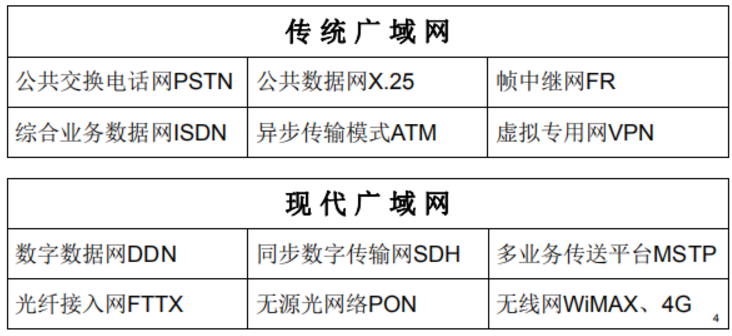 传统广域网
公共交换电话网PSTN 公共数据网X.25 帧中继网FR
综合业务数据网ISDN 异步传输模式ATM 虚拟专用网VPN
现代广域网
数字数据网DDN 同步数字传输网SDH 多业务传送平台MSTP
光纤接入网FTTX 无源光网络PON 无线网WiMAX、4G
4